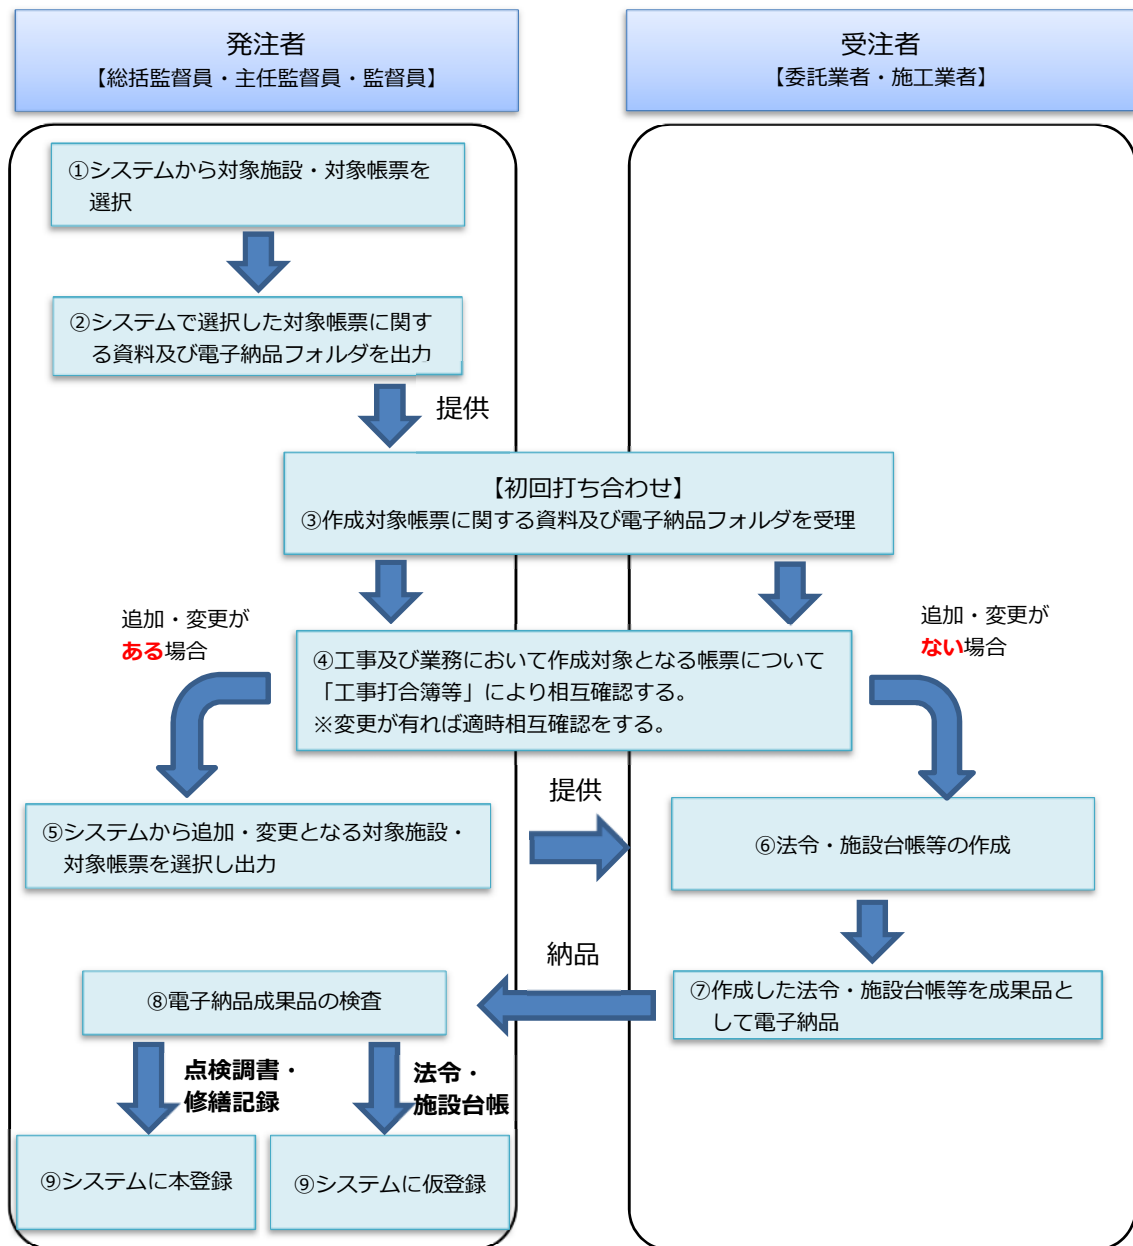 発注者
【総括監督員・主任監督員・監督員】
受注者
【委託業者・施工業者】
①システムから対象施設・対象帳票を
選択
②システムで選択した対象帳票に関す
る資料及び電子納品フォルダを出力
提供
【初回打ち合わせ】
③作成対象帳票に関する資料及び電子納品フォルダを受理
追加・変更が
ある場合
追加・変更が
ない場合
④工事及び業務において作成対象となる帳票について
「工事打合簿等」により相互確認する。
※変更が有れば適時相互確認をする。
⑤システムから追加・変更となる対象施設・
対象帳票を選択し出力
提供
⑥法令・施設台帳等の作成
納品
⑦作成した法令・施設台帳等を成果品と
して電子納品
⑧電子納品成果品の検査
点検調書・
修繕記録
法令・
施設台帳
⑨システムに本登録
⑨システムに仮登録